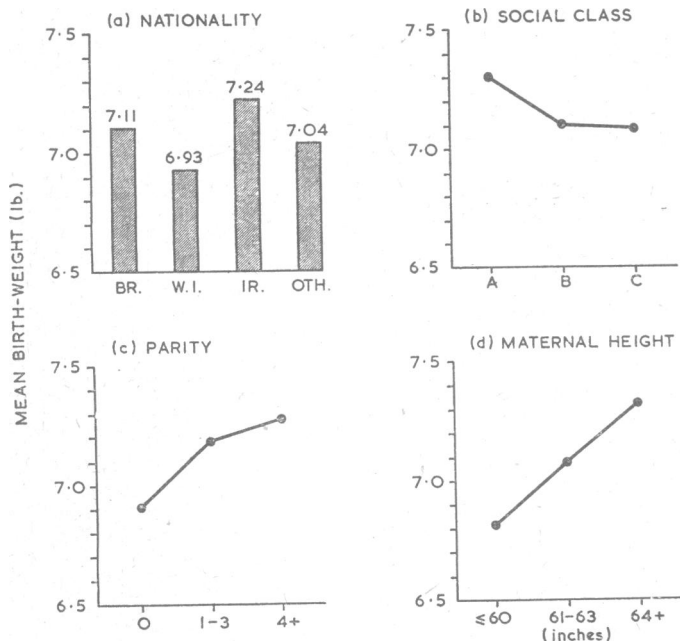 (a) NATIONALITY
7.5
7.0
6.5
7·11
6·93
7·24
7·04
BR. W.I. IR. OTH.
(b) SOCIAL CLASS
7.5
7.0
6.5
A B C
MEAN BIRTH-WEIGHT (lb.)
(c) PARITY
7.5
7.0
6.5
0 1-3 4+
(d) MATERNAL HEIGHT
7.5
7.0
6.5
≤60 61-63 64+
(inches)